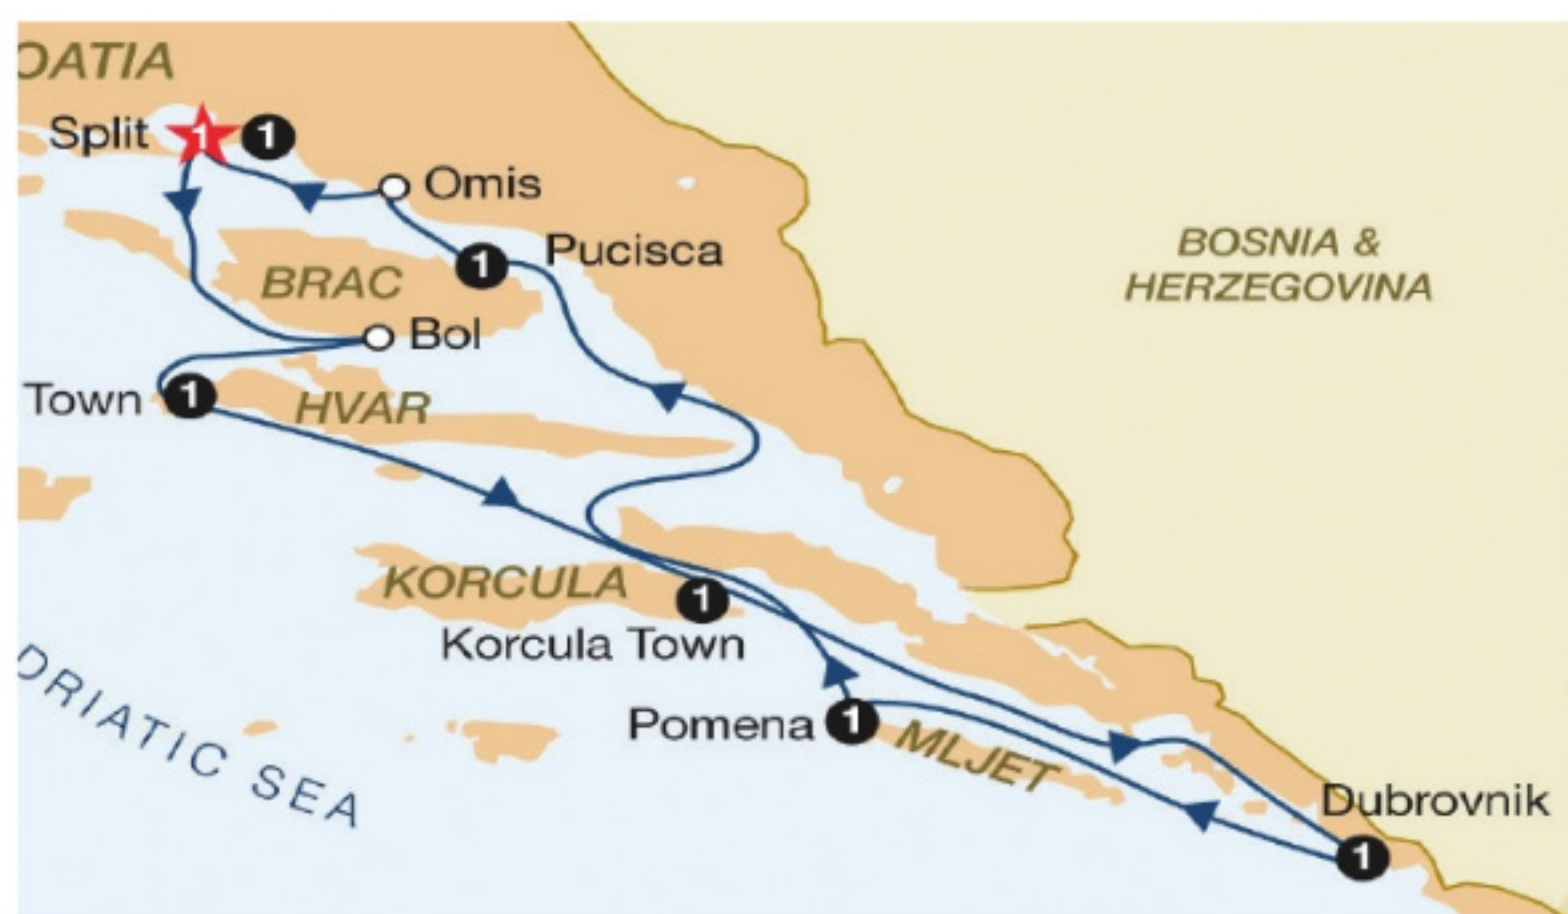 OATIA
Split 1 1
Omis
Pucisca
1
BRAC
Bol
Town 1
HVAR
BOSNIA &
HERZEGOVINA
KORCULA
1
Korcula Town
Pomena 1
MLJET
DRIATIC SEA
Dubrovnik
1